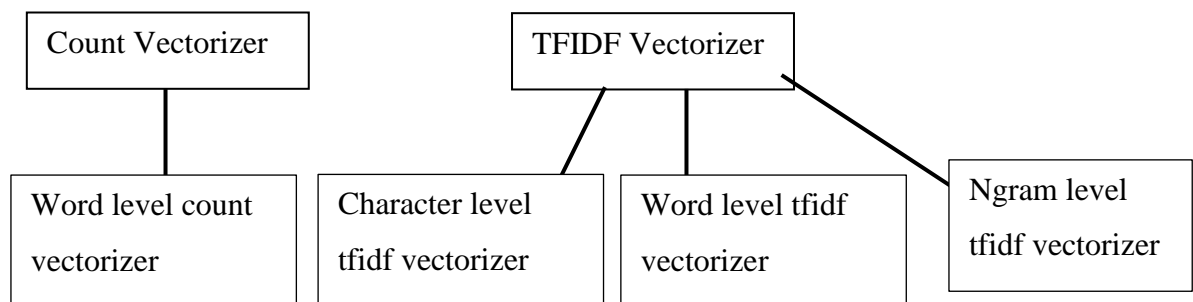 Count Vectorizer
TFIDF Vectorizer
Word level count
vectorizer
Character level
tfidf vectorizer
Word level tfidf
vectorizer
Ngram level
tfidf vectorizer